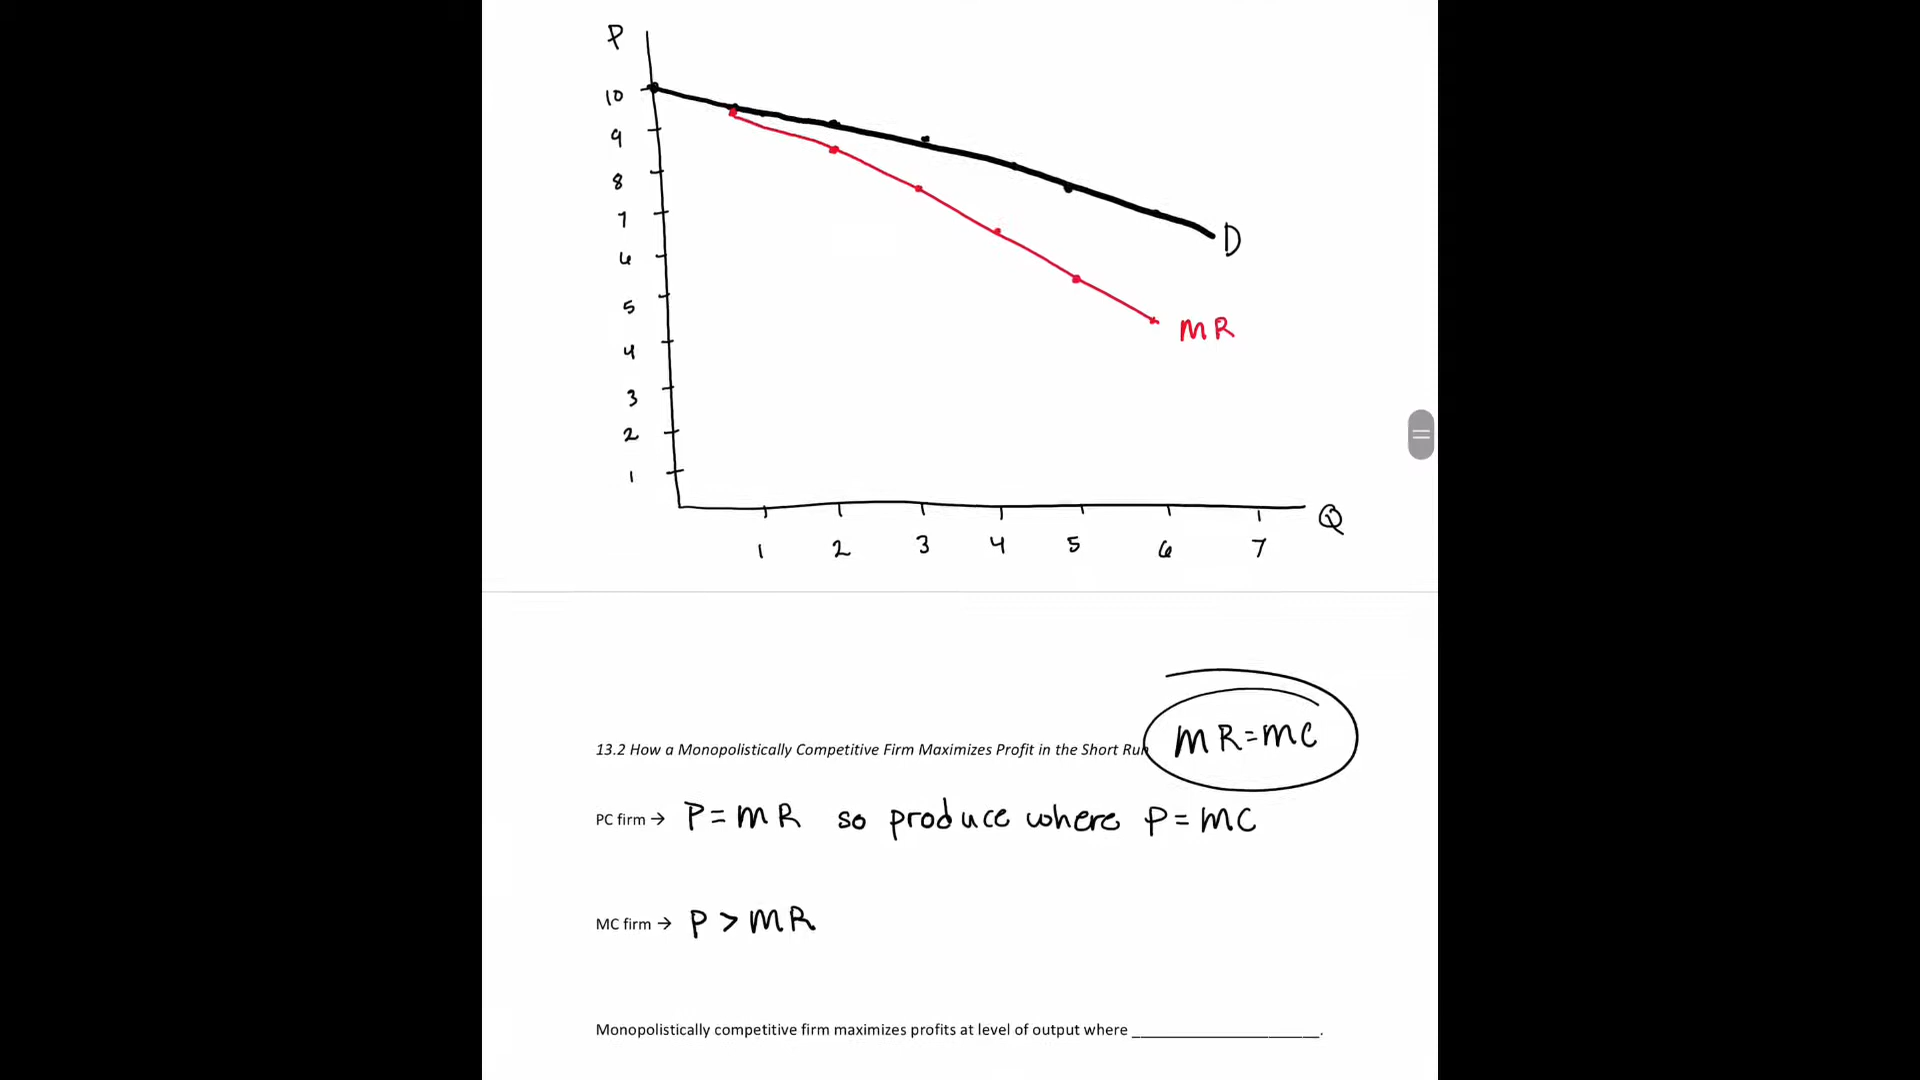 P
10
9
8
7
6
5
4
3
2
1
D
MR
Q
1 2 3 4 5 6 7
13.2 How a Monopolistically Competitive Firm Maximizes Profit in the Short Run MR=MC
PC firm → P=MR so produce where P=MC
MC firm → P>MR
Monopolistically competitive firm maximizes profits at level of output where ______________________.